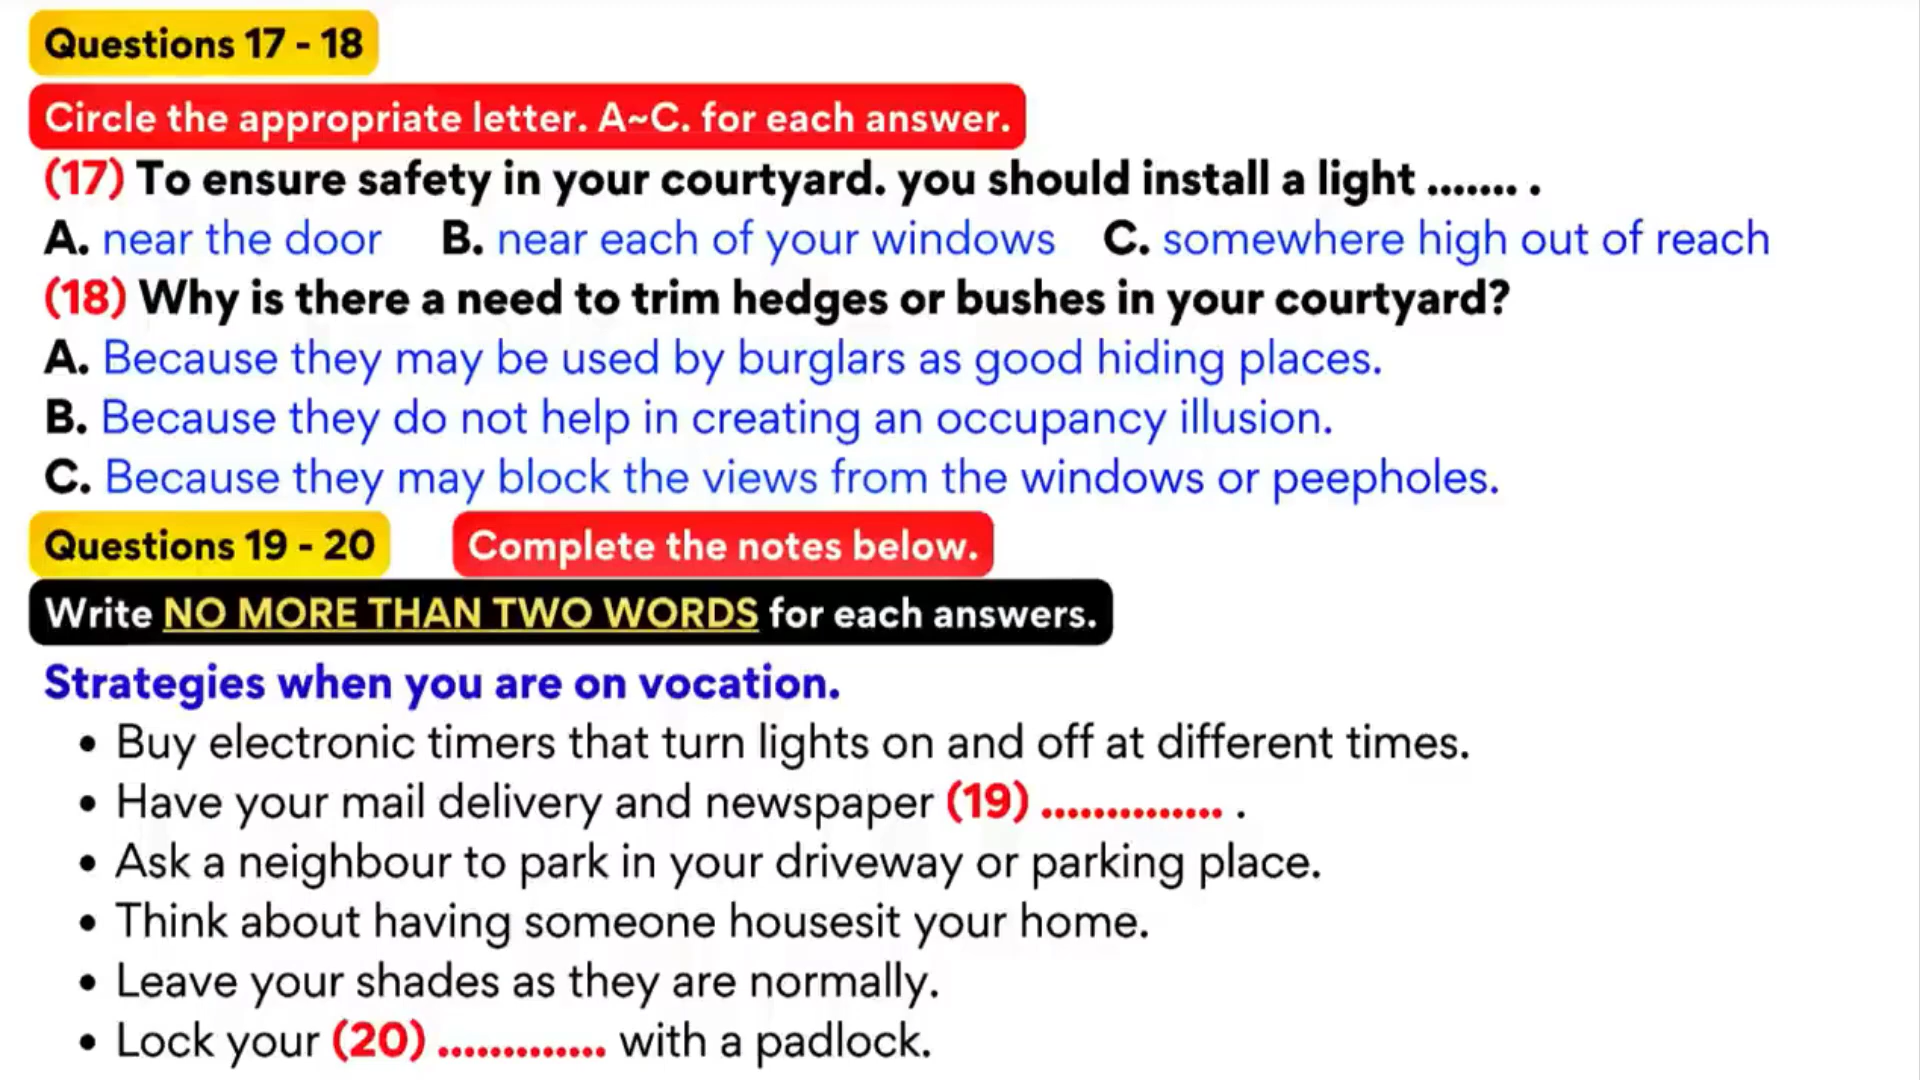 Questions 17 - 18
Circle the appropriate letter. A~C. for each answer.
(17) To ensure safety in your courtyard. you should install a light ....... .
A. near the door B. near each of your windows C. somewhere high out of reach
(18) Why is there a need to trim hedges or bushes in your courtyard?
A. Because they may be used by burglars as good hiding places.
B. Because they do not help in creating an occupancy illusion.
C. Because they may block the views from the windows or peepholes.
Questions 19 - 20 Complete the notes below.
Write NO MORE THAN TWO WORDS for each answers.
Strategies when you are on vocation.
• Buy electronic timers that turn lights on and off at different times.
• Have your mail delivery and newspaper (19) .............. .
• Ask a neighbour to park in your driveway or parking place.
• Think about having someone housesit your home.
• Leave your shades as they are normally.
• Lock your (20) ............. with a padlock.